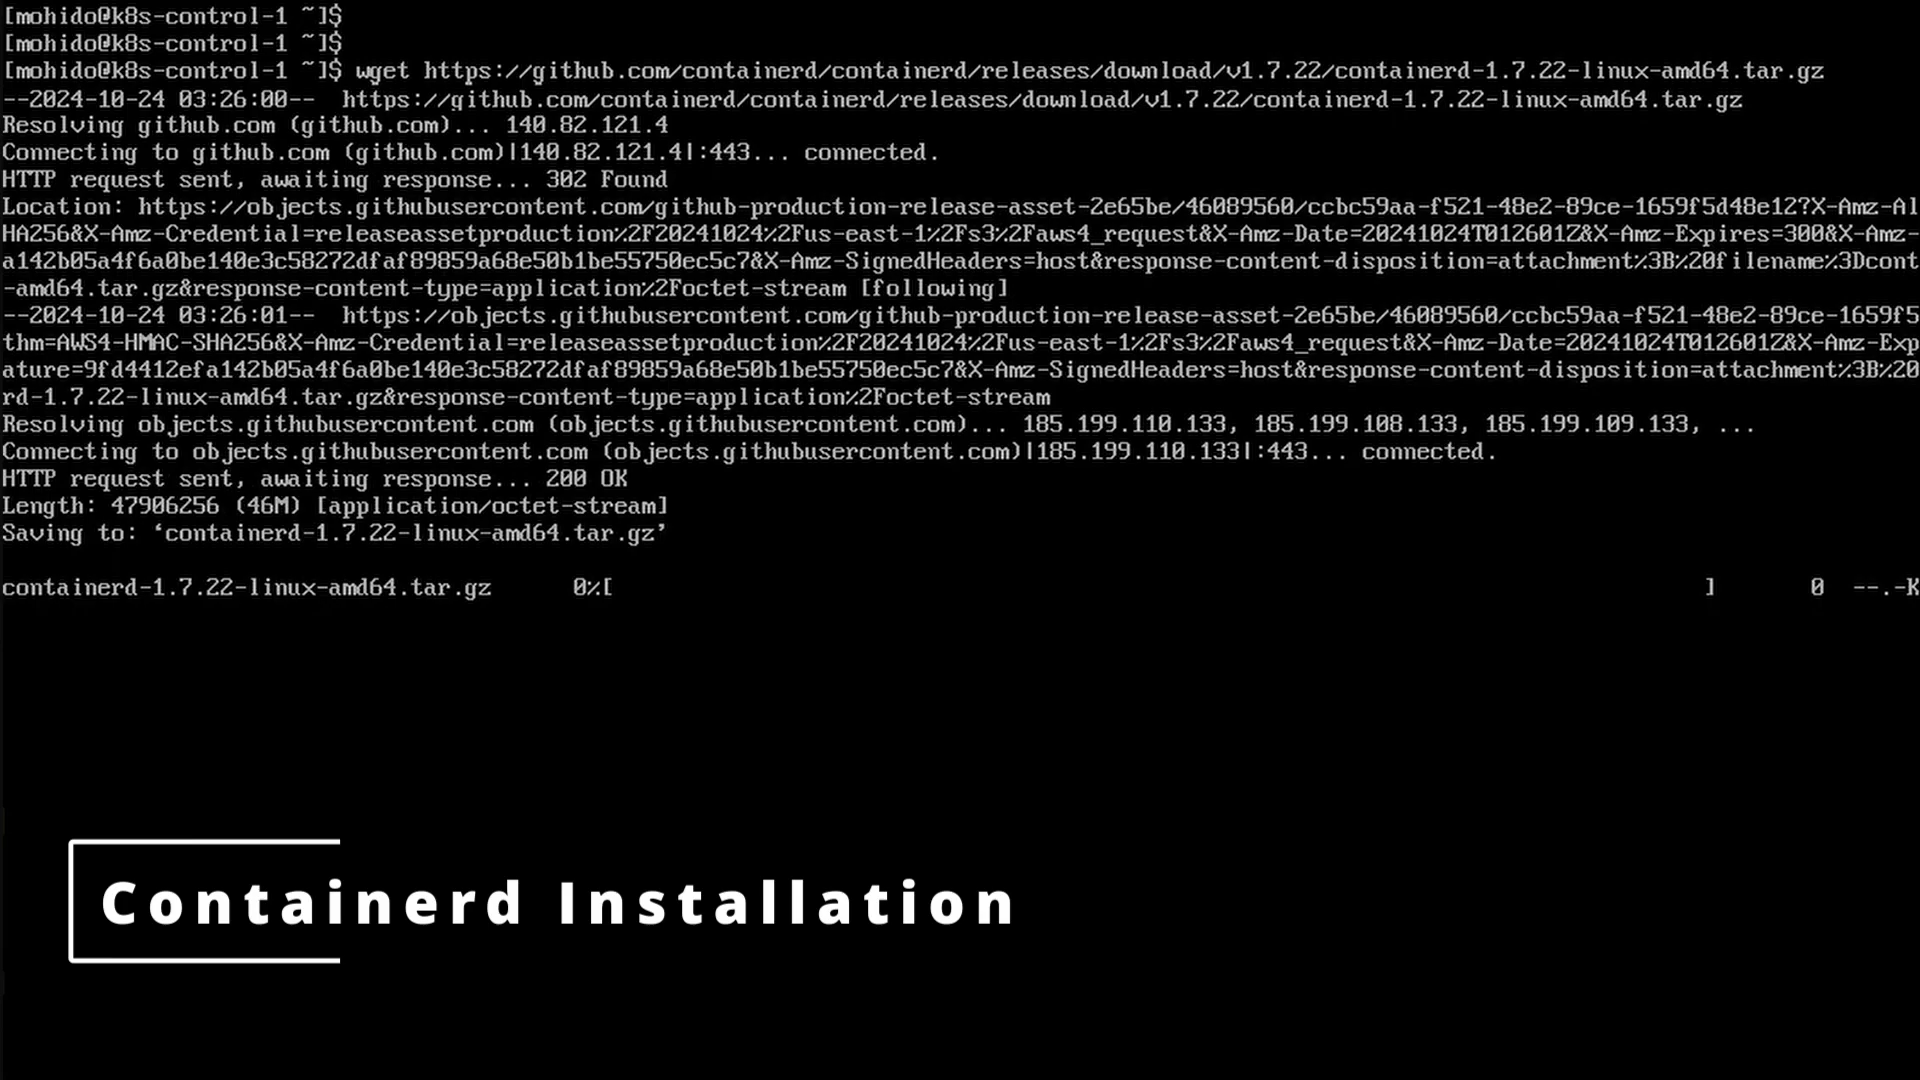 [mohido@k8s-control-1 ~]$
[mohido@k8s-control-1 ~]$
[mohido@k8s-control-1 ~]$ wget https://github.com/containerd/containerd/releases/download/v1.7.22/containerd-1.7.22-linux-amd64.tar.gz
--2024-10-24 03:26:00--  https://github.com/containerd/containerd/releases/download/v1.7.22/containerd-1.7.22-linux-amd64.tar.gz
Resolving github.com (github.com)... 140.82.121.4
Connecting to github.com (github.com)|140.82.121.4|:443... connected.
HTTP request sent, awaiting response... 302 Found
Location: https://objects.githubusercontent.com/github-production-release-asset-2e65be/46089560/ccbc59aa-f521-48e2-89ce-1659f5d48e12?X-Amz-Al
HA256&X-Amz-Credential=releaseassetproduction%2F20241024%2Fus-east-1%2Fs3%2Faws4_request&X-Amz-Date=20241024T012601Z&X-Amz-Expires=300&X-Amz-
a142b05a4f6a0be140e3c58272dfaf89859a68e50b1be55750ec5c7&X-Amz-SignedHeaders=host&response-content-disposition=attachment%3B%20filename%3Dcont
-amd64.tar.gz&response-content-type=application%2Foctet-stream [following]
--2024-10-24 03:26:01--  https://objects.githubusercontent.com/github-production-release-asset-2e65be/46089560/ccbc59aa-f521-48e2-89ce-1659f5
thm=AWS4-HMAC-SHA256&X-Amz-Credential=releaseassetproduction%2F20241024%2Fus-east-1%2Fs3%2Faws4_request&X-Amz-Date=20241024T012601Z&X-Amz-Exp
ature=9fd4412efa142b05a4f6a0be140e3c58272dfaf89859a68e50b1be55750ec5c7&X-Amz-SignedHeaders=host&response-content-disposition=attachment%3B%20
rd-1.7.22-linux-amd64.tar.gz&response-content-type=application%2Foctet-stream
Resolving objects.githubusercontent.com (objects.githubusercontent.com)... 185.199.110.133, 185.199.108.133, 185.199.109.133, ...
Connecting to objects.githubusercontent.com (objects.githubusercontent.com)|185.199.110.133|:443... connected.
HTTP request sent, awaiting response... 200 OK
Length: 47906256 (46M) [application/octet-stream]
Saving to: ‘containerd-1.7.22-linux-amd64.tar.gz’
containerd-1.7.22-linux-amd64.tar.gz      0%[                                                                                 ]       0  --.-K
Containerd Installation